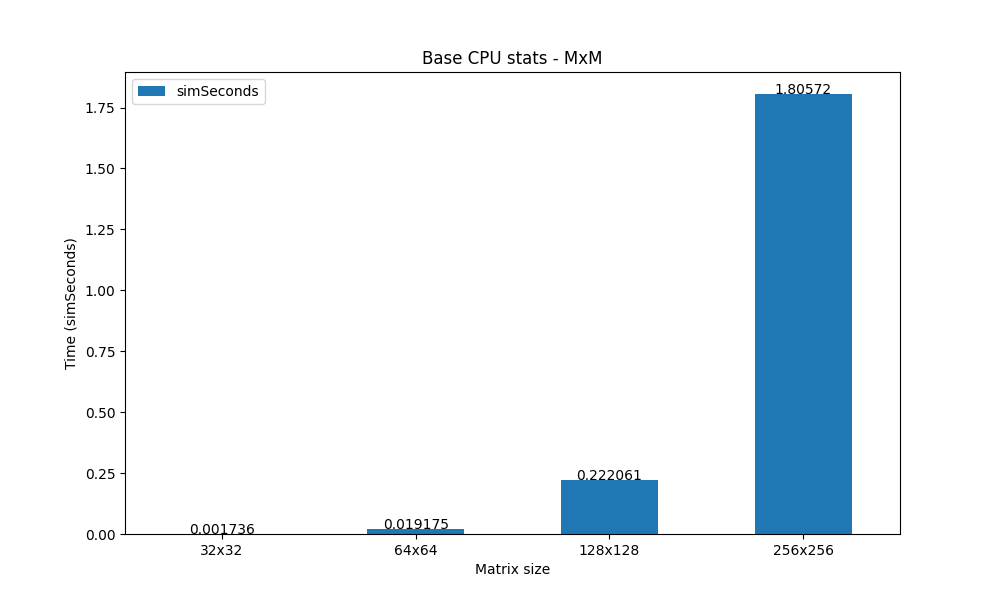 Base CPU stats - MxM
simSeconds
Time (simSeconds)
1.75
1.50
1.25
1.00
0.75
0.50
0.25
0.00
0.001736
0.019175
0.222061
1.80572
32x32
64x64
128x128
256x256
Matrix size